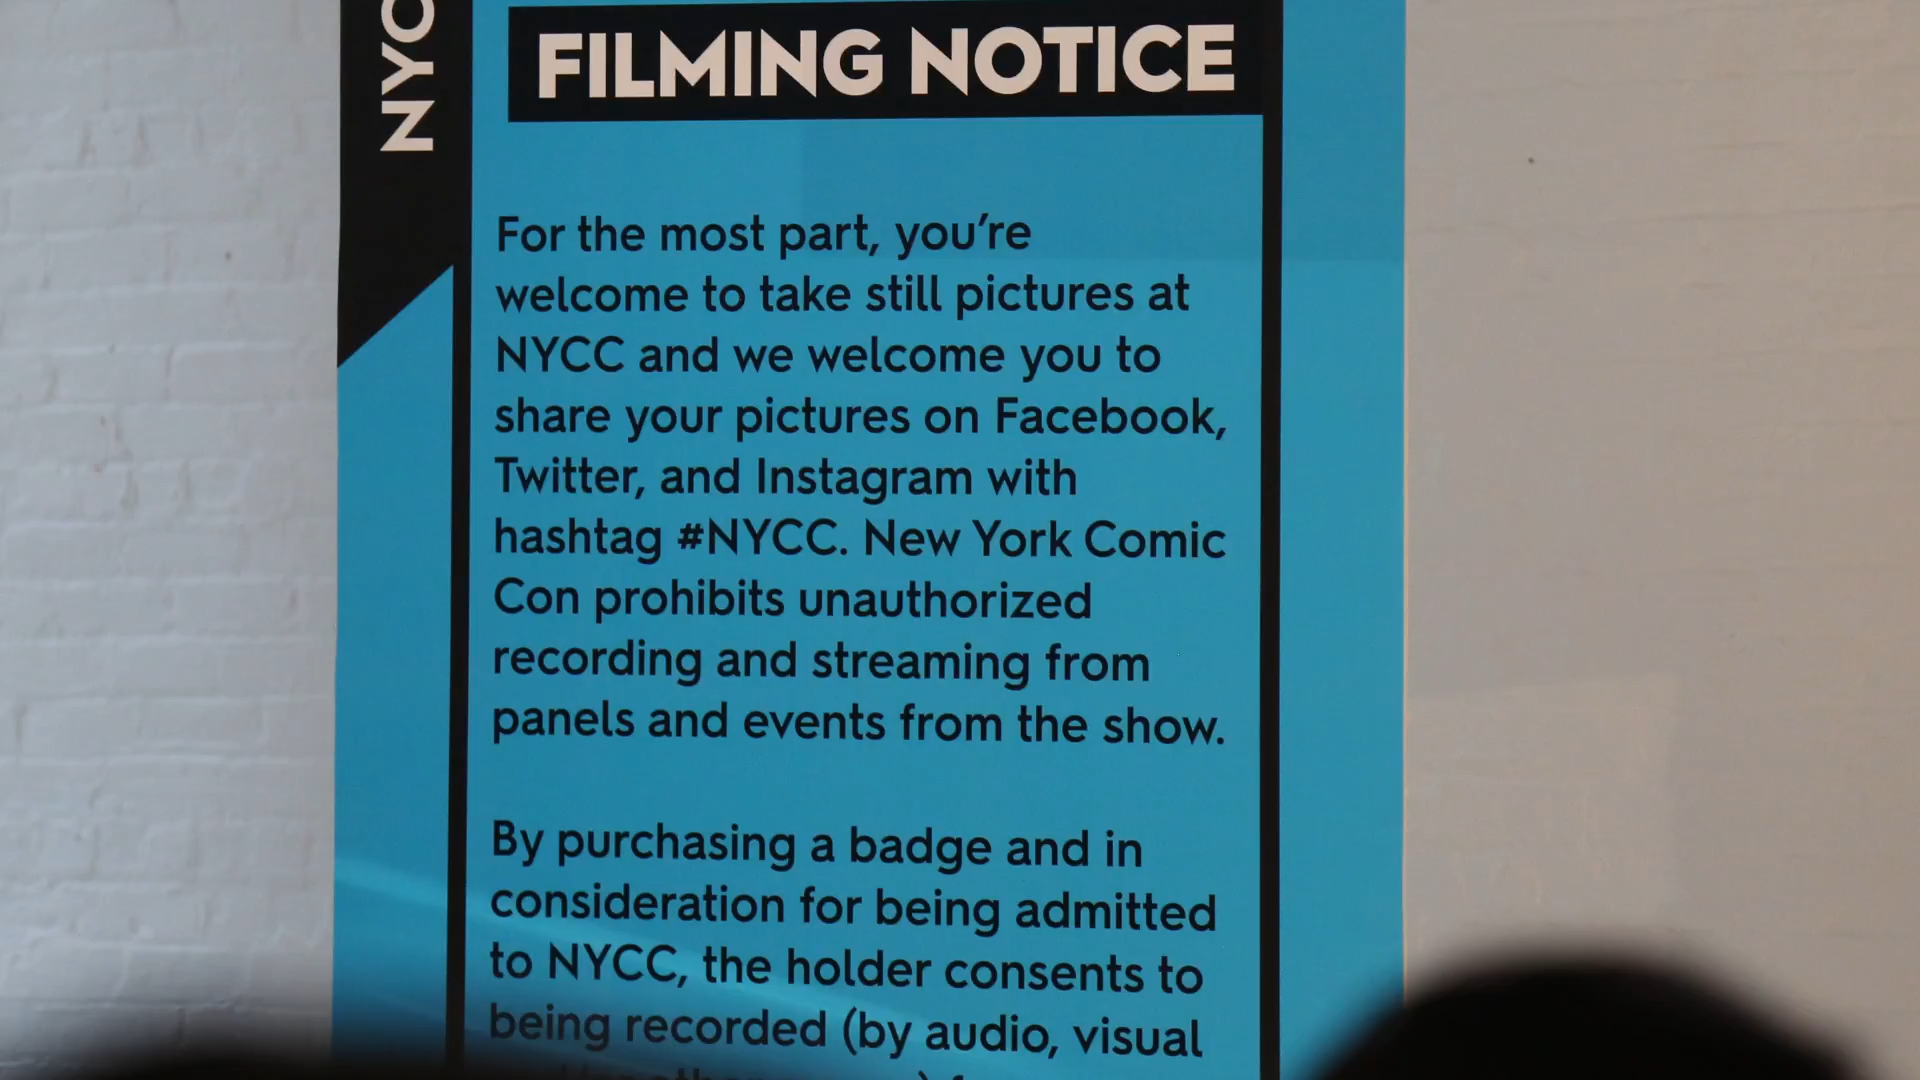 NYC
FILMING NOTICE
For the most part, you're
welcome to take still pictures at
NYCC and we welcome you to
share your pictures on Facebook,
Twitter, and Instagram with
hashtag #NYCC. New York Comic
Con prohibits unauthorized
recording and streaming from
panels and events from the show.
By purchasing a badge and in
consideration for being admitted
to NYCC, the holder consents to
being recorded (by audio, visual